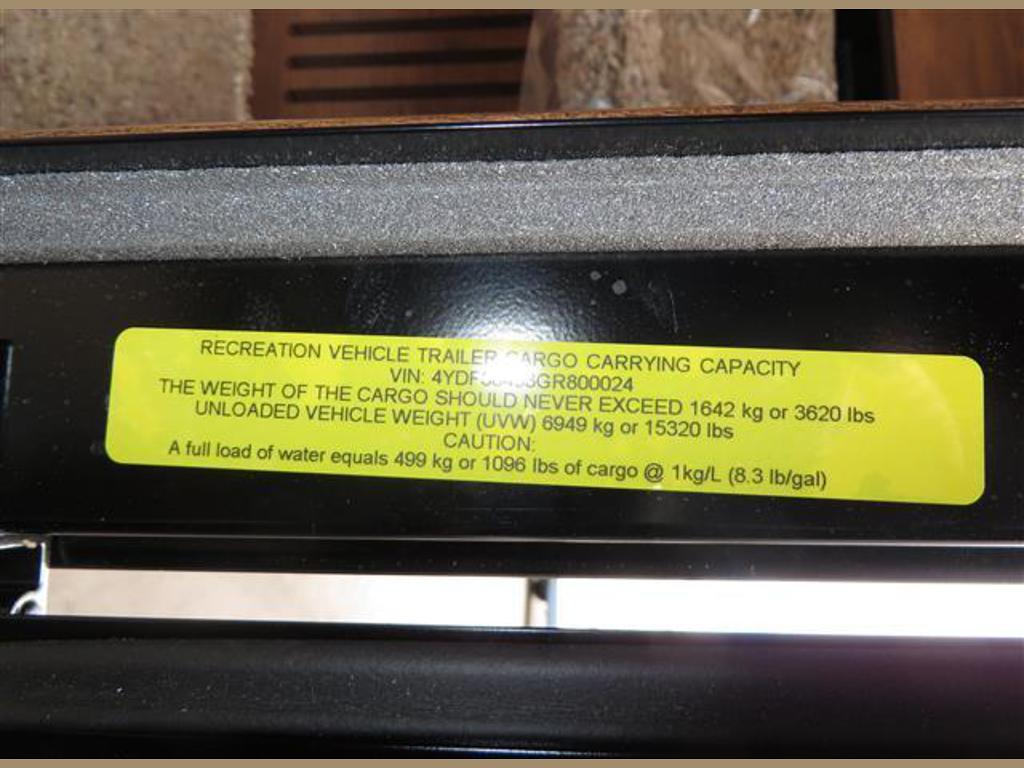 RECREATION VEHICLE TRAILER CARGO CARRYING CAPACITY
VIN:
THE WEIGHT OF THE CARGO SHOULD NEVER EXCEED 1642 kg or 3620 lbs
UNLOADED VEHICLE WEIGHT (UVW) 6949 kg or 15320 lbs
CAUTION:
A full load of water equals 499 kg or 1096 lbs of cargo @ 1kg/L (8.3 lb/gal)